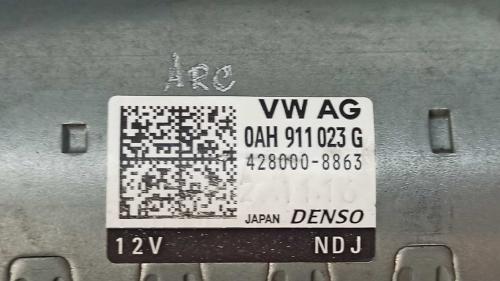 ARC
VW AG
0AH 911 023 G
428000-8863
JAPAN DENSO
12V NDJ